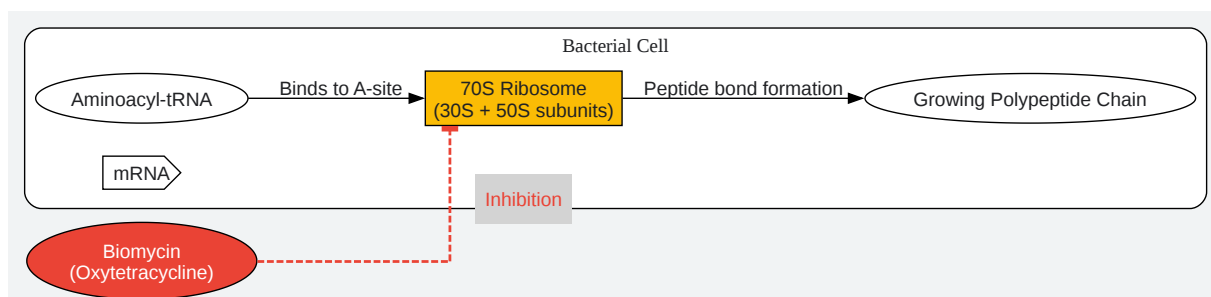 Bacterial Cell
Aminoacyl-tRNA
Binds to A-site
70S Ribosome
(30S + 50S subunits)
Peptide bond formation
Growing Polypeptide Chain
mRNA
Inhibition
Biomycin
(Oxytetracycline)